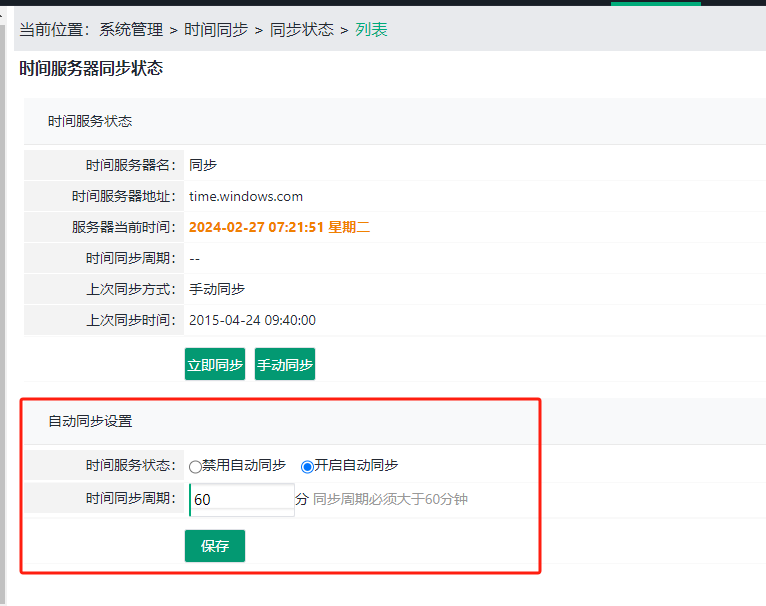 当前位置：系统管理 > 时间同步 > 同步状态 > 列表
时间服务器同步状态
时间服务状态
时间服务器名： 同步
时间服务器地址： time.windows.com
服务器当前时间： 2024-02-27 07:21:51 星期二
时间同步周期： --
上次同步方式： 手动同步
上次同步时间： 2015-04-24 09:40:00
立即同步 手动同步
自动同步设置
时间服务状态： 禁用自动同步 开启自动同步
时间同步周期： 60 分 同步周期必须大于60分钟
保存